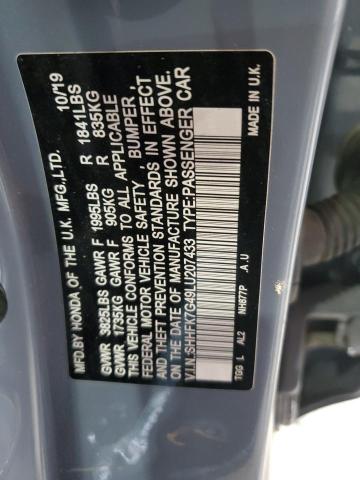 MFD.BY HONDA OF THE U.K. MFG.,LTD. 10/19
GVWR 3825LBS GAWR F 1995LBS R 1841LBS
GVWR 1735KG GAWR F 905KG R 835KG
THIS VEHICLE CONFORMS TO ALL APPLICABLE
FEDERAL MOTOR VEHICLE SAFETY, BUMPER,
AND THEFT PREVENTION STANDARDS IN EFFECT
ON THE DATE OF MANUFACTURE SHOWN ABOVE.
V.I.N.:SHHFK7G49LU207433 TYPE:PASSENGER CAR
TGG L AL2 NH877P A U MADE IN U.K.